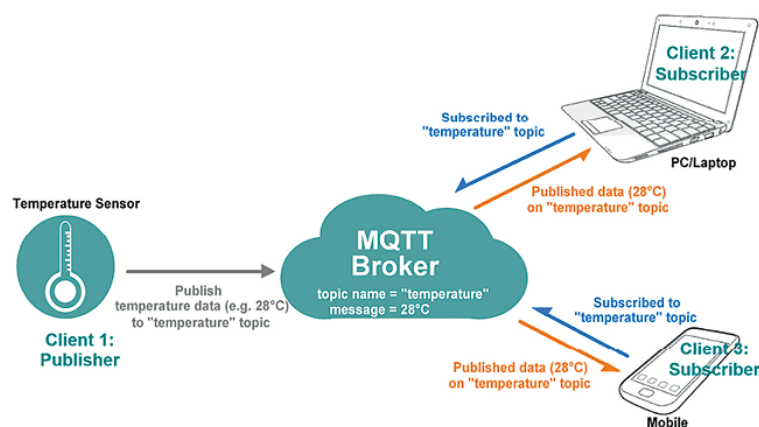 Temperature Sensor
Client 1:
Publisher
Publish
temperature data (e.g. 28°C)
to "temperature" topic
MQTT
Broker
topic name = "temperature"
message = 28°C
Subscribed to
"temperature" topic
Published data (28°C)
on "temperature" topic
Client 2:
Subscriber
PC/Laptop
Subscribed to
"temperature" topic
Published data (28°C)
on "temperature" topic
Client 3:
Subscriber
Mobile